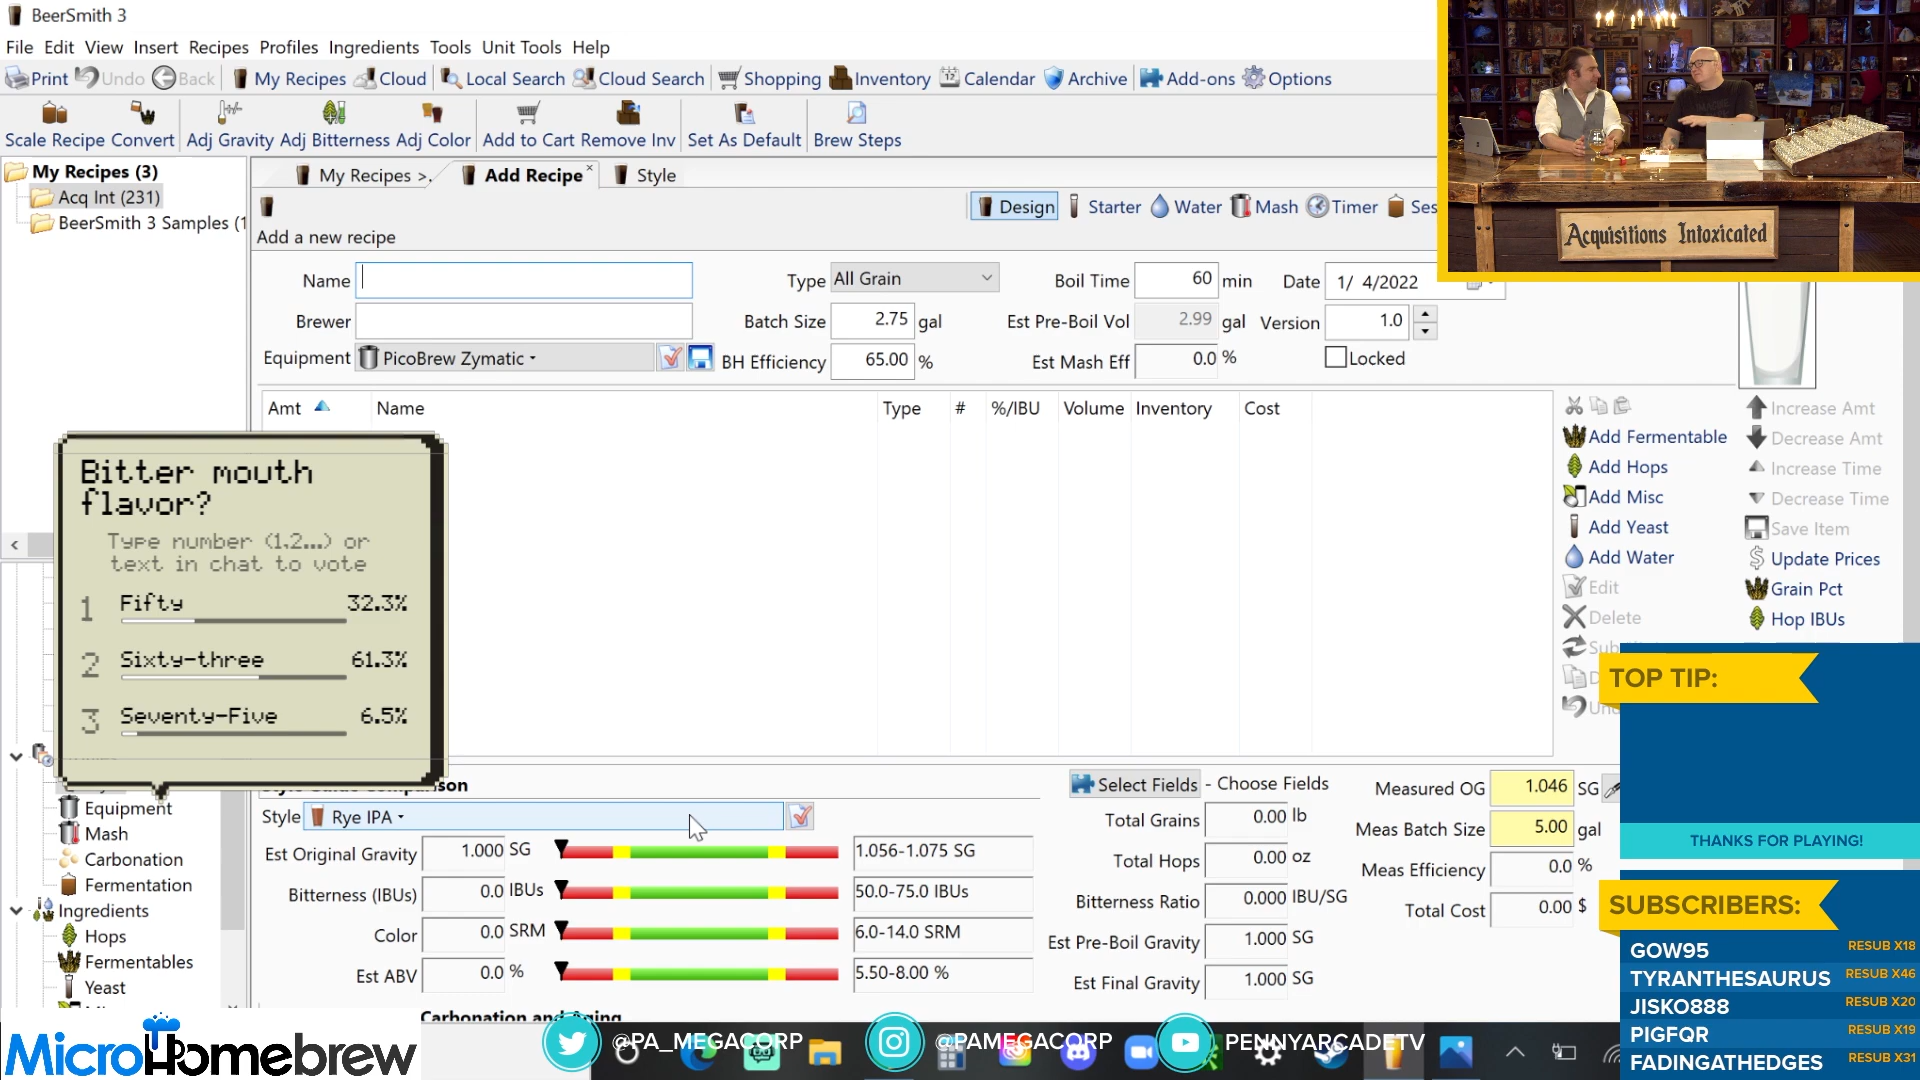 BeerSmith 3
File Edit View Insert Recipes Profiles Ingredients Tools Unit Tools Help
Print Undo Back My Recipes Cloud Local Search Cloud Search Shopping Inventory Calendar Archive Add-ons Options
Scale Recipe Convert Adj Gravity Adj Bitterness Adj Color Add to Cart Remove Inv Set As Default Brew Steps
My Recipes (3)
Acq Int (231)
BeerSmith 3 Samples (1
My Recipes >. Add Recipe Style
Design Starter Water Mash Timer Ses
Add a new recipe
Name Type All Grain Boil Time 60 min Date 1/ 4/2022
Brewer Batch Size 2.75 gal Est Pre-Boil Vol 2.99 gal Version 1.0
Equipment PicoBrew Zymatic BH Efficiency 65.00 % Est Mash Eff 0.0 % Locked
Amt Name Type # %/IBU Volume Inventory Cost
Add Fermentable
Add Hops
Add Misc
Add Yeast
Add Water
Edit
Delete
Sub
D
Und
Increase Amt
Decrease Amt
Increase Time
Decrease Time
Save Item
Update Prices
Grain Pct
Hop IBUs
Acquisitions Intoxicated
Bitter mouth
flavor?
Type number (1,2...) or
text in chat to vote
1 Fifty 32.3%
2 Sixty-three 61.3%
3 Seventy-Five 6.5%
Equipment
Mash
Carbonation
Fermentation
Ingredients
Hops
Fermentables
Yeast
Style Guide Comparison
Style Rye IPA
Est Original Gravity 1.000 SG 1.056-1.075 SG
Bitterness (IBUs) 0.0 IBUs 50.0-75.0 IBUs
Color 0.0 SRM 6.0-14.0 SRM
Est ABV 0.0 % 5.50-8.00 %
Carbonation and Aging
Select Fields - Choose Fields
Total Grains 0.00 lb
Total Hops 0.00 oz
Bitterness Ratio 0.000 IBU/SG
Est Pre-Boil Gravity 1.000 SG
Est Final Gravity 1.000 SG
Measured OG 1.046 SG
Meas Batch Size 5.00 gal
Meas Efficiency 0.0 %
Total Cost 0.00 $
TOP TIP:
THANKS FOR PLAYING!
SUBSCRIBERS:
GOW95 RESUB X18
TYRANTHESAURUS RESUB X46
JISKO888 RESUB X20
PIGFQR RESUB X19
FADINGATHEDGES RESUB X31
MicroHomebrew
@PA_MEGACORP
@PAMEGACORP
PENNYARCADETV